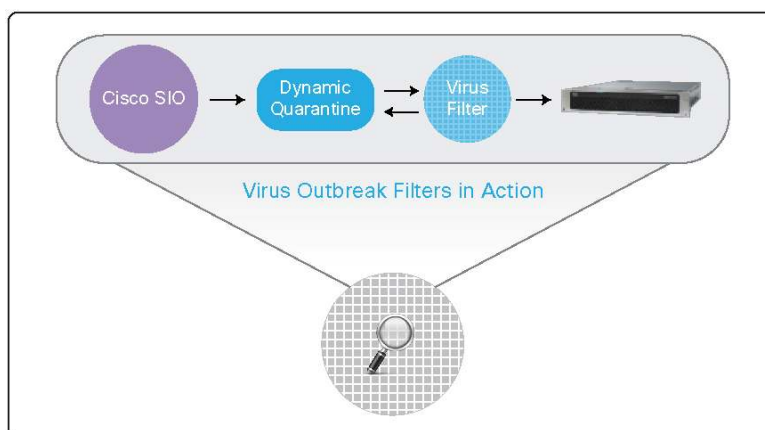 Cisco SIO
Dynamic
Quarantine
Virus
Filter
Virus Outbreak Filters in Action